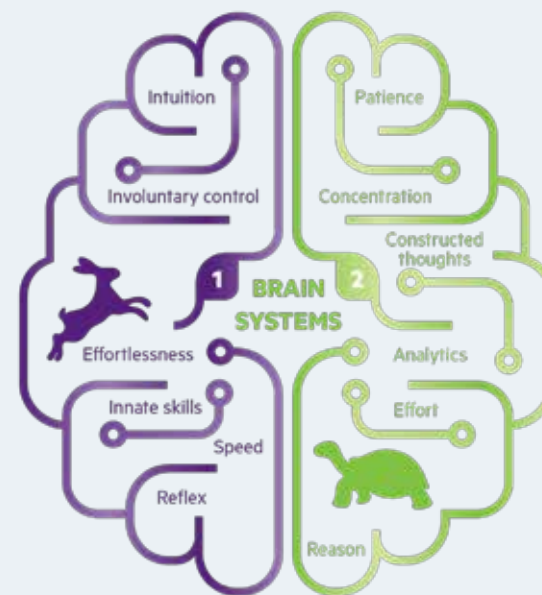 Intuition
Involuntary control
Effortlessness
Innate skills
Speed
Reflex
1
BRAIN
SYSTEMS
2
Patience
Concentration
Constructed
thoughts
Analytics
Effort
Reason